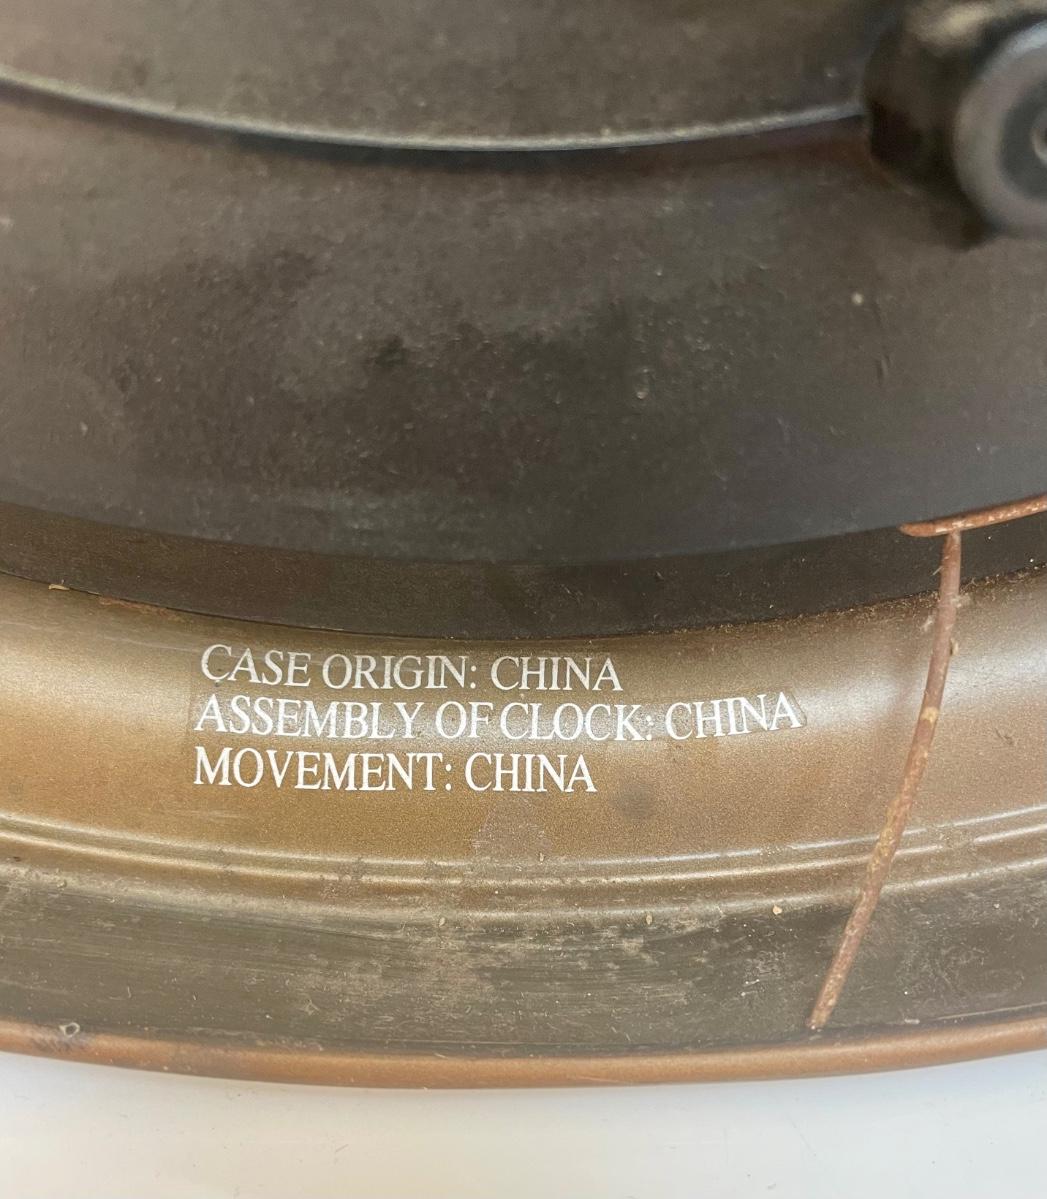 CASE ORIGIN: CHINA
ASSEMBLY OF CLOCK: CHINA
MOVEMENT: CHINA